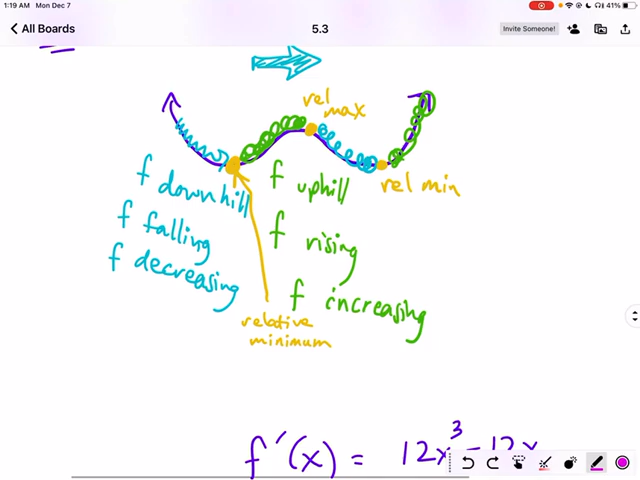 1:19 AM Mon Dec 7
41%
All Boards
5.3
Invite Someone!
rel
max
f downhill
f uphill
rel min
f falling
f rising
f decreasing
f increasing
relative
minimum
f'(x) = 12x³ - 12x